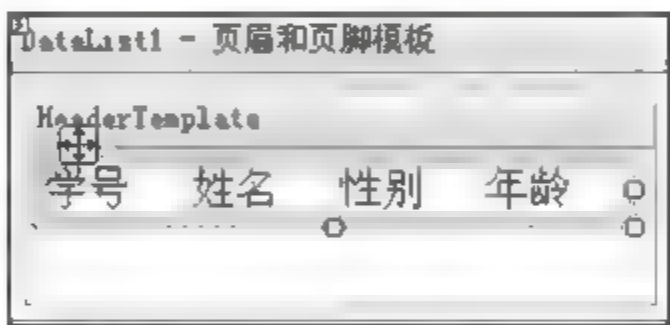 DataList1 - 页眉和页脚模板
HeaderTemplate
学号 姓名 性别 年龄